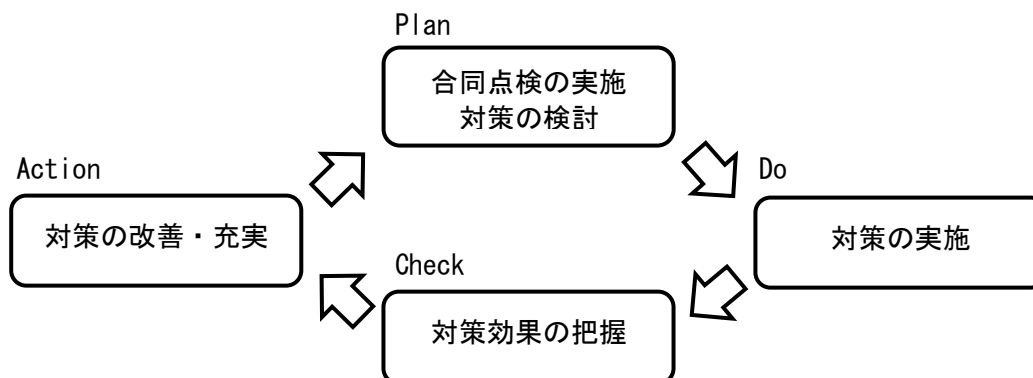 Plan
合同点検の実施
対策の検討
Action
対策の改善・充実
Do
対策の実施
Check
対策効果の把握